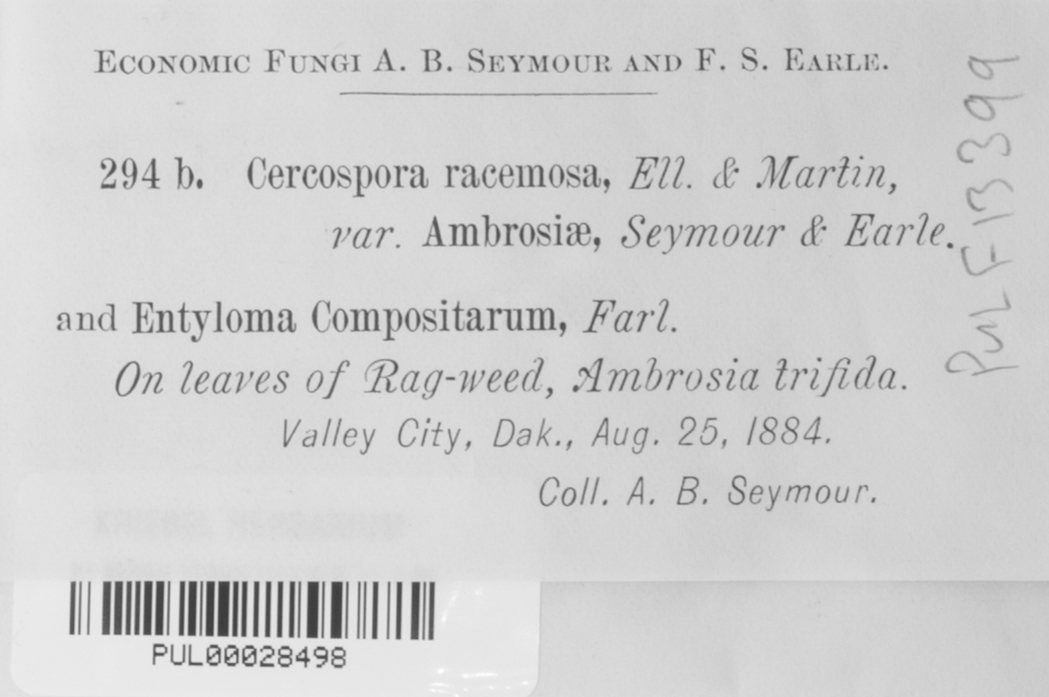 ECONOMIC FUNGI A. B. SEYMOUR AND F. S. EARLE.
294 b. Cercospora racemosa, Ell. & Martin,
var. Ambrosiæ, Seymour & Earle.
and Entyloma Compositarum, Farl.
On leaves of Rag-weed, Ambrosia trifida.
Valley City, Dak., Aug. 25, 1884.
Coll. A. B. Seymour.
PUL F13399
PUL00028498